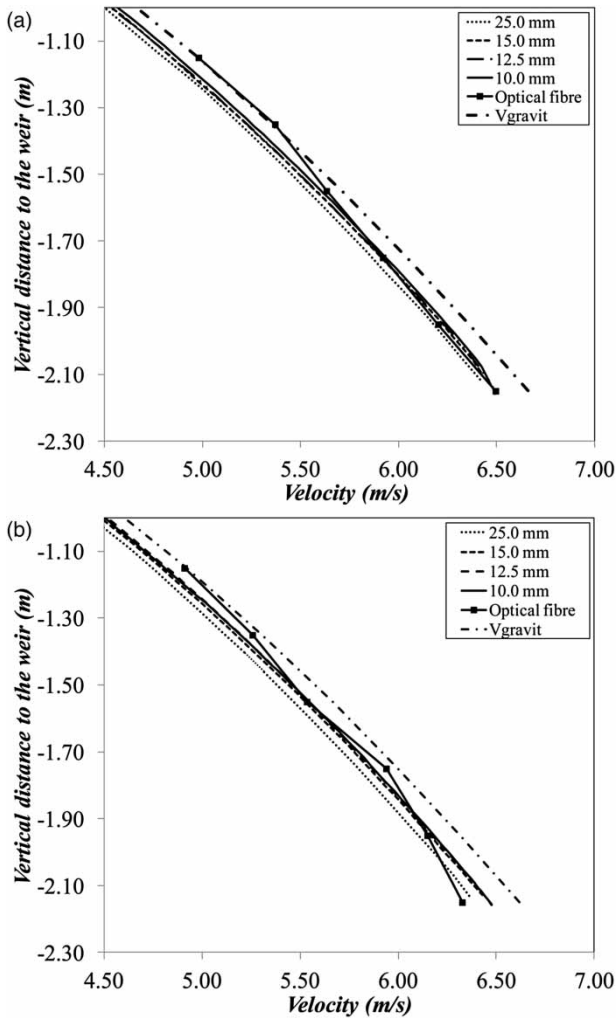 (a)
-1.10
-1.30
-1.50
-1.70
-1.90
-2.10
-2.30
Vertical distance to the weir (m)
25.0 mm
15.0 mm
12.5 mm
10.0 mm
Optical fibre
Vgravit
4.50 5.00 5.50 6.00 6.50 7.00
Velocity (m/s)
(b)
-1.10
-1.30
-1.50
-1.70
-1.90
-2.10
-2.30
Vertical distance to the weir (m)
25.0 mm
15.0 mm
12.5 mm
10.0 mm
Optical fibre
Vgravit
4.50 5.00 5.50 6.00 6.50 7.00
Velocity (m/s)